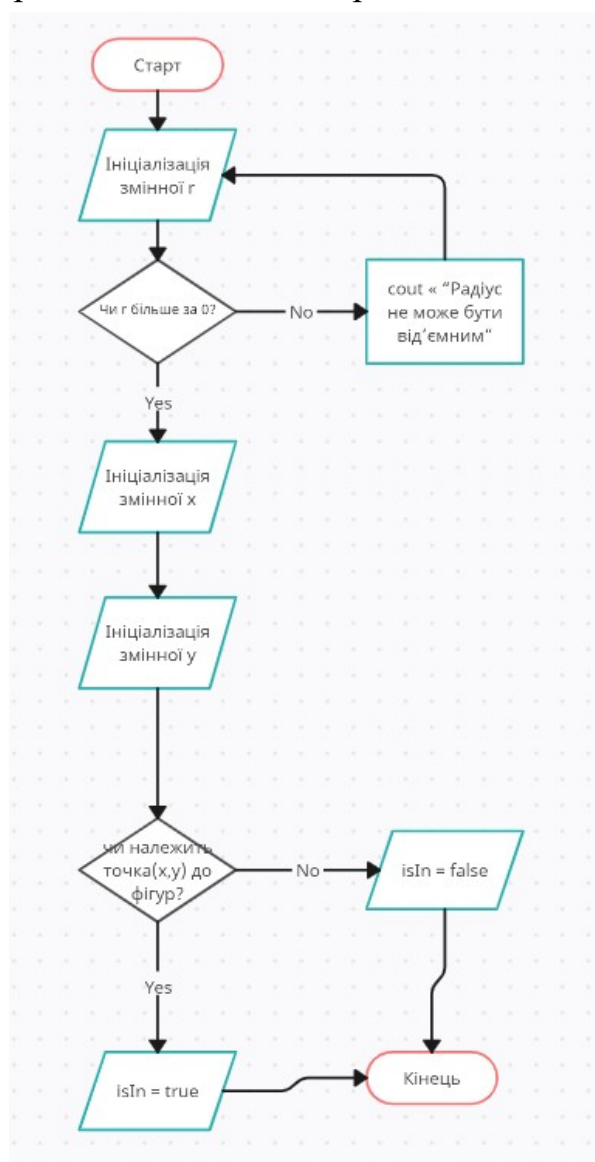 Старт
Ініціалізація
змінної r
Чи r більше за 0?
No
cout « “Радіус
не може бути
від’ємним“
Yes
Ініціалізація
змінної x
Ініціалізація
змінної y
чи належить
точка(x,y) до
фігур?
No
isIn = false
Yes
isIn = true
Кінець